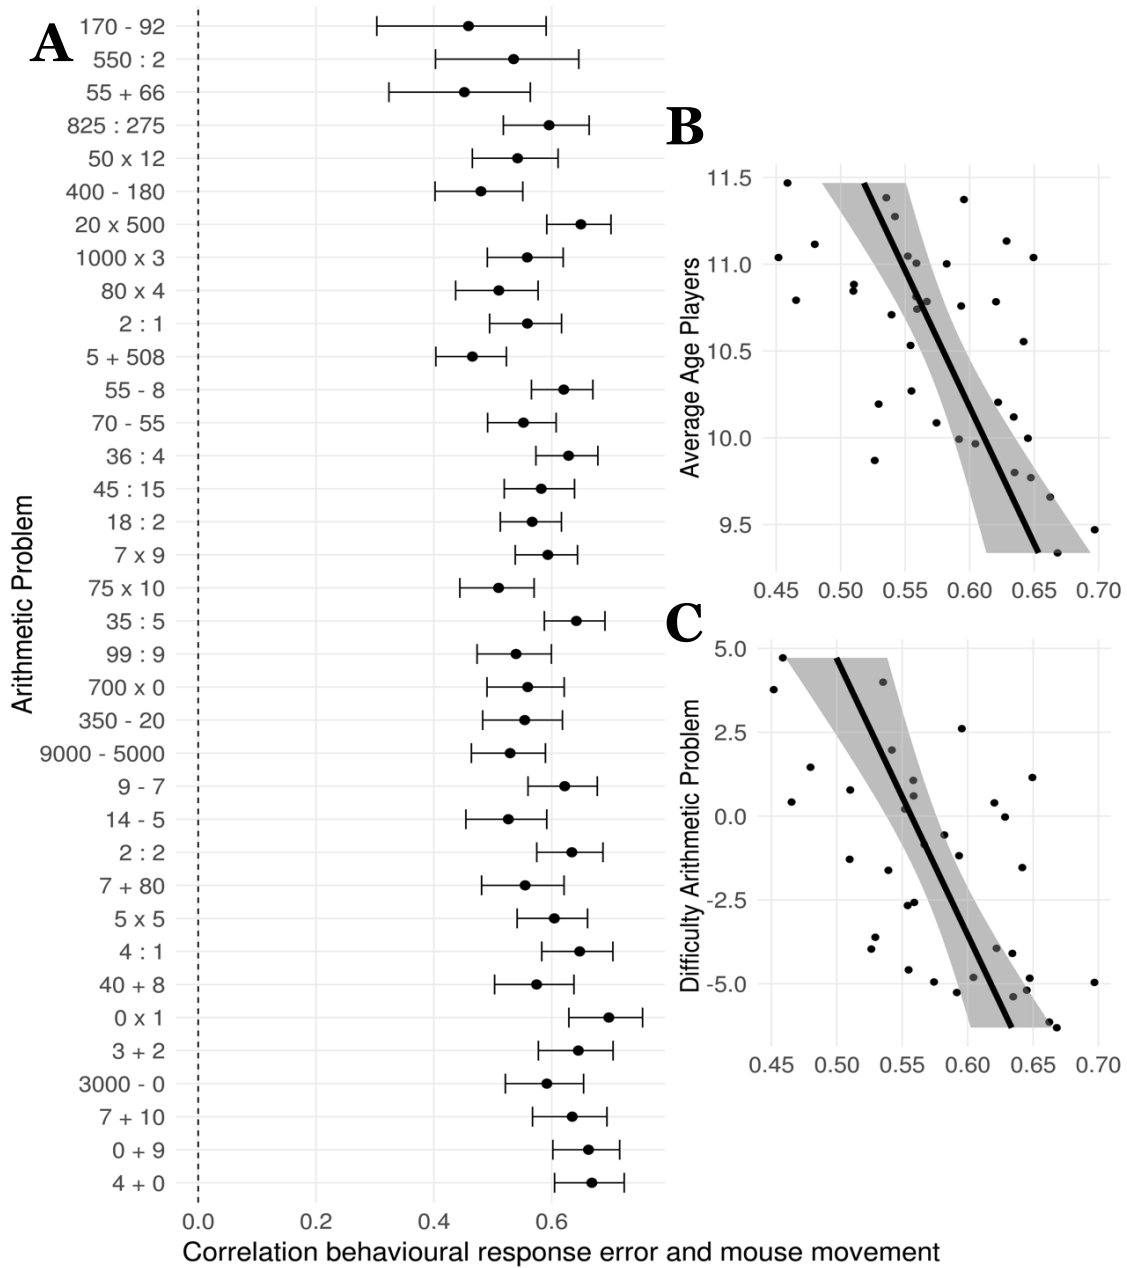 A
170 - 92
550 : 2
55 + 66
825 : 275
50 x 12
400 - 180
20 x 500
1000 x 3
80 x 4
2 : 1
5 + 508
55 - 8
70 - 55
36 : 4
45 : 15
18 : 2
7 x 9
75 x 10
35 : 5
99 : 9
700 x 0
350 - 20
9000 - 5000
9 - 7
14 - 5
2 : 2
7 + 80
5 x 5
4 : 1
40 + 8
0 x 1
3 + 2
3000 - 0
7 + 10
0 + 9
4 + 0
Arithmetic Problem
0.0 0.2 0.4 0.6
Correlation behavioural response error and mouse movement
B
Average Age Players
11.5
11.0
10.5
10.0
9.5
0.45 0.50 0.55 0.60 0.65 0.70
C
Difficulty Arithmetic Problem
5.0
2.5
0.0
-2.5
-5.0
0.45 0.50 0.55 0.60 0.65 0.70